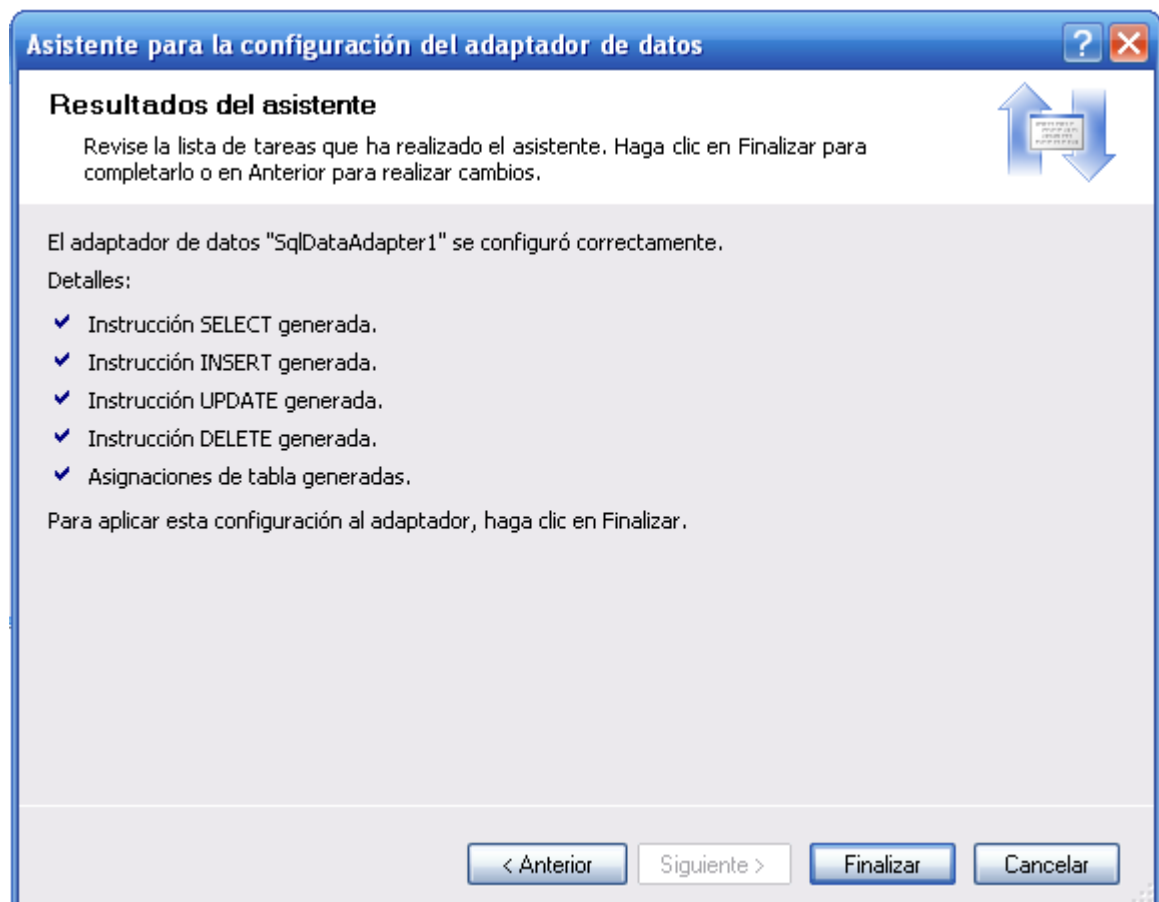 Asistente para la configuración del adaptador de datos
Resultados del asistente
Revise la lista de tareas que ha realizado el asistente. Haga clic en Finalizar para
completarlo o en Anterior para realizar cambios.
El adaptador de datos "SqlDataAdapter1" se configuró correctamente.
Detalles:
Instrucción SELECT generada.
Instrucción INSERT generada.
Instrucción UPDATE generada.
Instrucción DELETE generada.
Asignaciones de tabla generadas.
Para aplicar esta configuración al adaptador, haga clic en Finalizar.
< Anterior Siguiente > Finalizar Cancelar